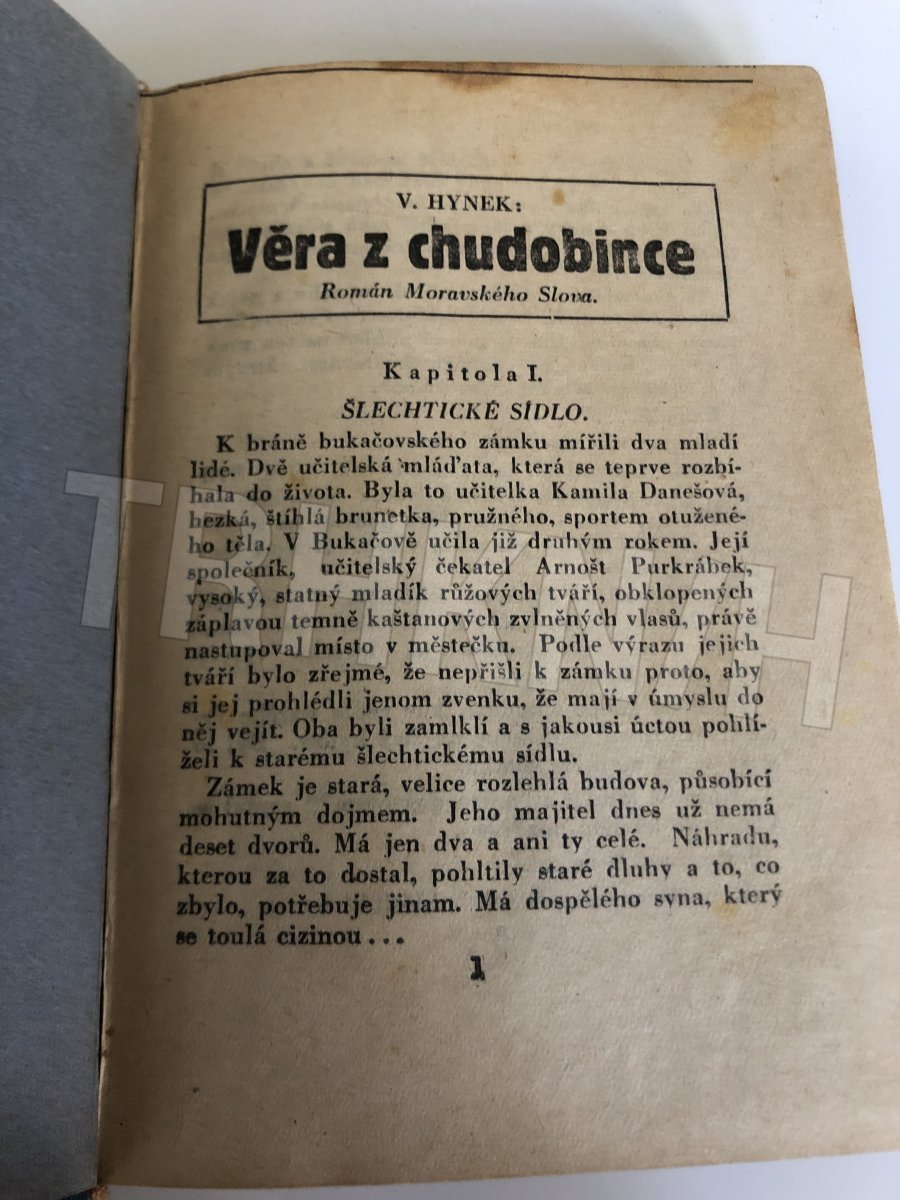 V. HYNEK:
Věra z chudobince
Román Moravského Slova.
Kapitola I.
ŠLECHTICKÉ SÍDLO.
K bráně bukačovského zámku mířili dva mladí
lidé. Dvě učitelská mláďata, která se teprve rozbí-
hala do života. Byla to učitelka Kamila Danešová,
hezká, štíhlá brunetka, pružného, sportem otužené-
ho těla. V Bukačově učila již druhým rokem. Její
společník, učitelský čekatel Arnošt Purkrábek,
vysoký, statný mladík růžových tváří, obklopených
záplavou temně kaštanových zvlněných vlasů, právě
nastupoval místo v městečku. Podle výrazu jejich
tváří bylo zřejmé, že nepřišli k zámku proto, aby
si jej prohlédli jenom zvenku, že mají v úmyslu do
něj vejít. Oba byli zamlklí a s jakousi úctou pohlí-
želi k starému šlechtickému sídlu.
Zámek je stará, velice rozlehlá budova, působící
mohutným dojmem. Jeho majitel dnes už nemá
deset dvorů. Má jen dva a ani ty celé. Náhradu,
kterou za to dostal, pohltily staré dluhy a to, co
zbylo, potřebuje jinam. Má dospělého syna, který
se toulá cizinou...
1